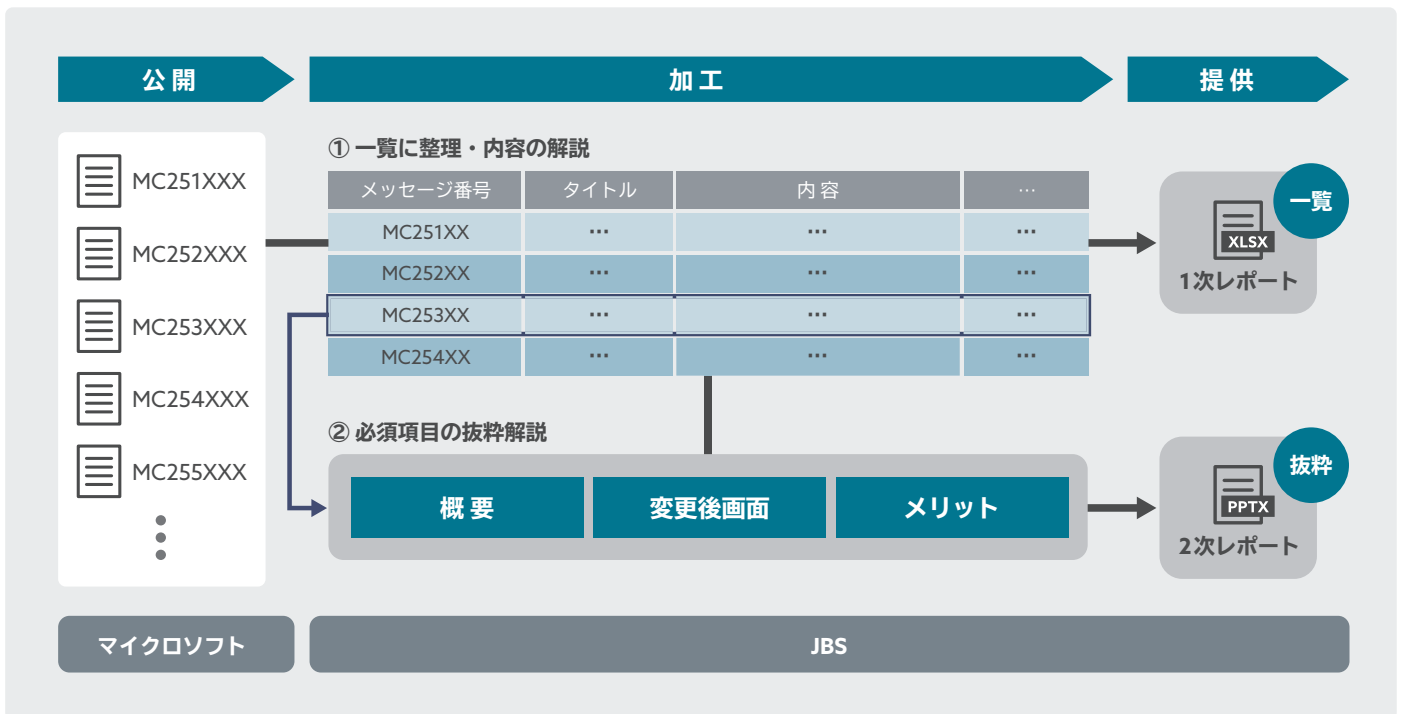 公開
加工
提供
MC251XXX
MC252XXX
MC253XXX
MC254XXX
MC255XXX
① 一覧に整理・内容の解説
メッセージ番号 タイトル 内容 …
MC251XX … … …
MC252XX … … …
MC253XX … … …
MC254XX … … …
② 必須項目の抜粋解説
概要
変更後画面
メリット
一覧
XLSX
1次レポート
抜粋
PPTX
2次レポート
マイクロソフト
JBS